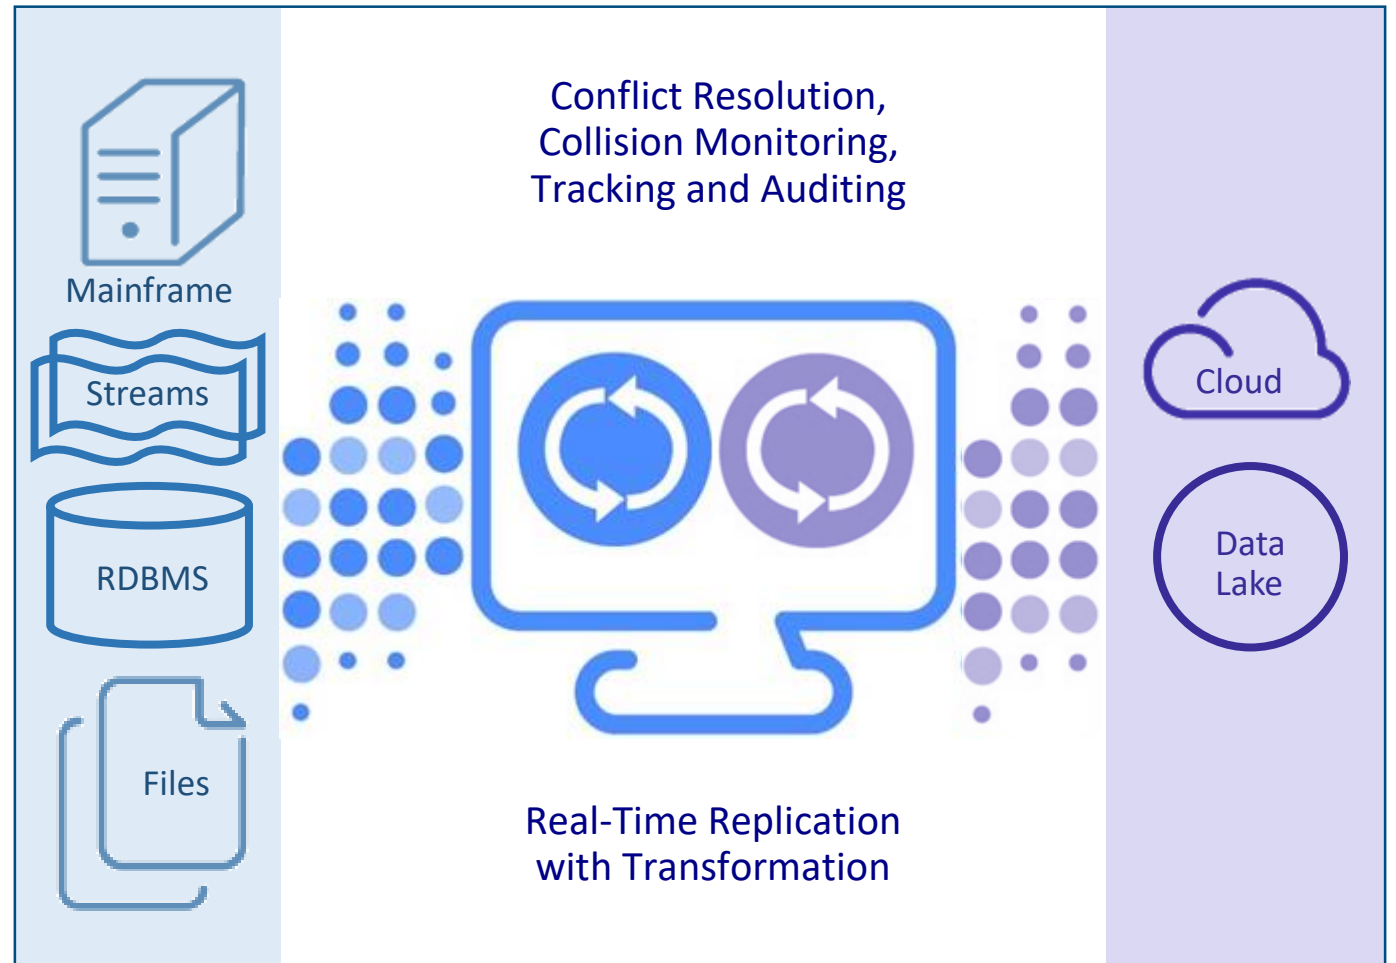 Mainframe
Streams
RDBMS
Files
Conflict Resolution,
Collision Monitoring,
Tracking and Auditing
Real-Time Replication
with Transformation
Cloud
Data
Lake